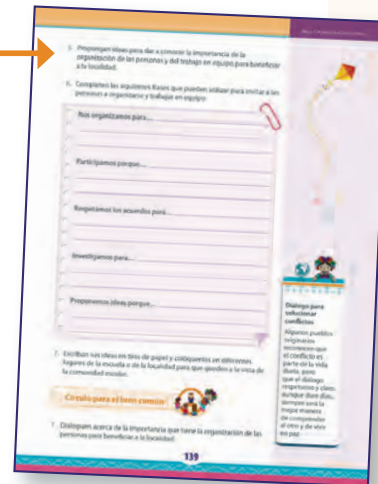 5. Propongan ideas para dar a conocer la importancia de la
organización de las personas y del trabajo en equipo para beneficiar
a la localidad.
6. Completen las siguientes frases que pueden utilizar para invitar a las
personas a organizarse y trabajar en equipo:
Nos organizamos para...
Participamos porque...
Respetamos los acuerdos para...
Investigamos para...
Proponemos ideas porque...
7. Escriban sus ideas en tiras de papel y colóquenlas en diferentes
lugares de la escuela o de la localidad para que queden a la vista de
la comunidad escolar.
Círculo para el bien común
1. Dialoguen acerca de la importancia que tiene la organización de las
personas para beneficiar a la localidad.
Diálogo para
solucionar
conflictos
Algunos pueblos
originarios
reconocen que
el conflicto es
parte de la vida
diaria, pero
que el diálogo
respetuoso y claro,
aunque dure días,
siempre será la
mejor manera
de comprender
al otro y de vivir
en paz.
139